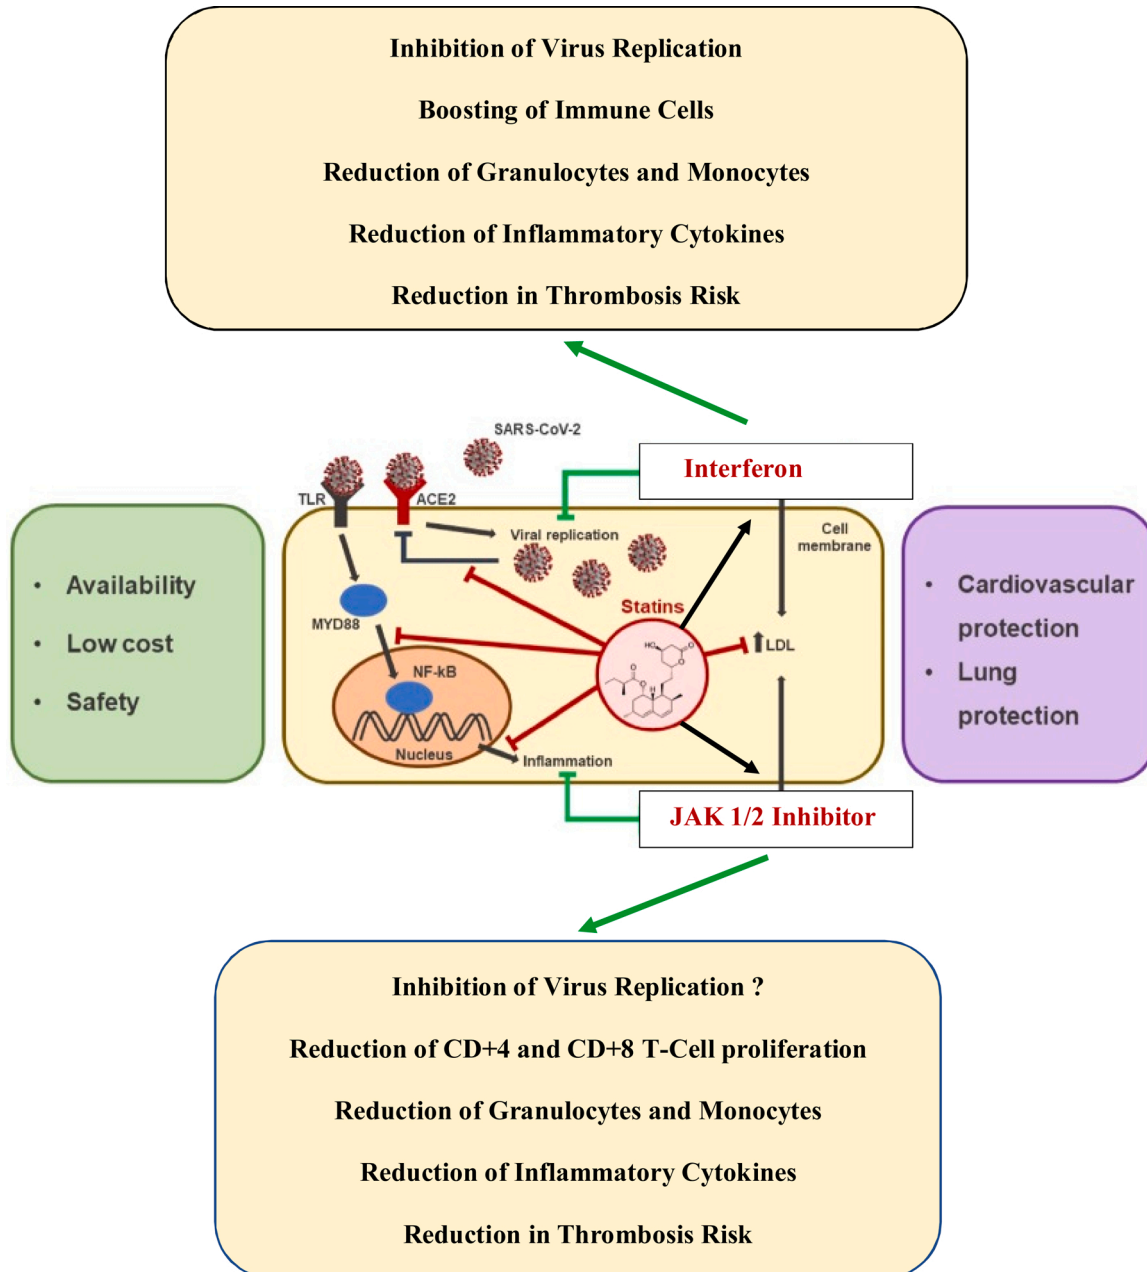 Inhibition of Virus Replication
Boosting of Immune Cells
Reduction of Granulocytes and Monocytes
Reduction of Inflammatory Cytokines
Reduction in Thrombosis Risk
SARS-CoV-2
Interferon
TLR
ACE2
Viral replication
Cell
membrane
• Availability
• Low cost
• Safety
MYD88
Statins
HO
O
O
LDL
O
O
H
NF-kB
Nucleus
Inflammation
• Cardiovascular
protection
• Lung
protection
JAK 1/2 Inhibitor
Inhibition of Virus Replication ?
Reduction of CD+4 and CD+8 T-Cell proliferation
Reduction of Granulocytes and Monocytes
Reduction of Inflammatory Cytokines
Reduction in Thrombosis Risk